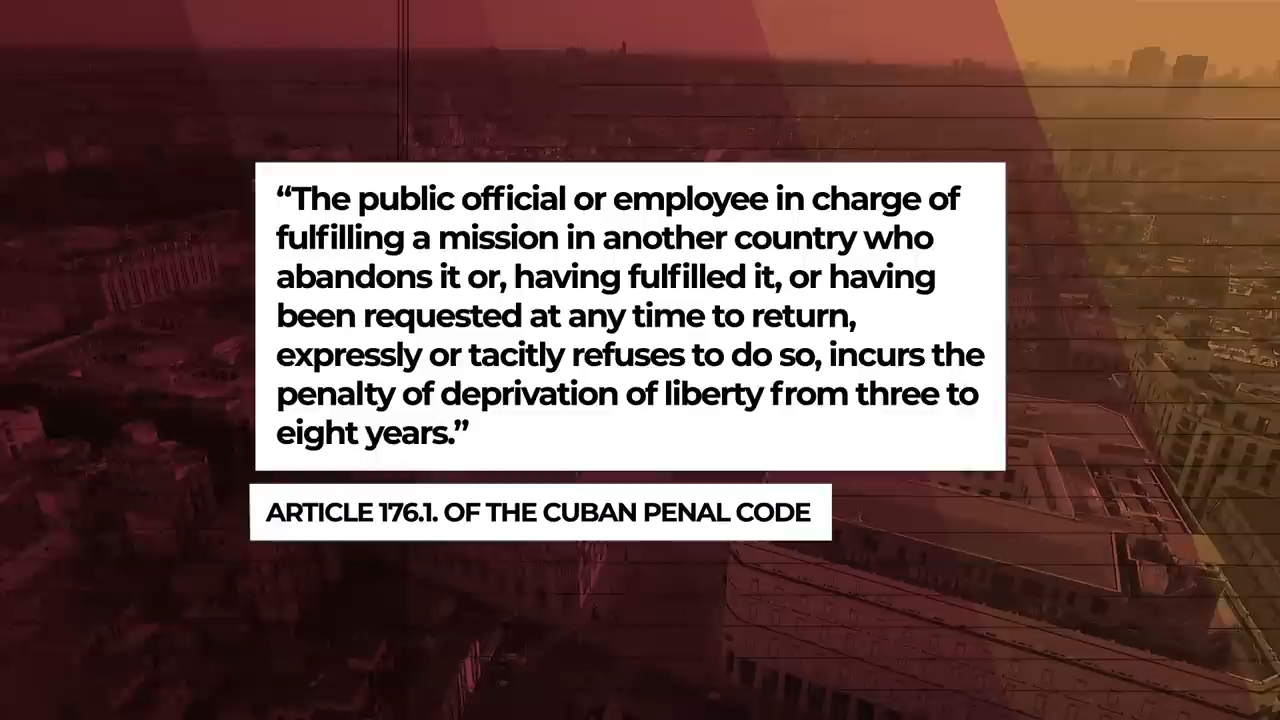 “The public official or employee in charge of
fulfilling a mission in another country who
abandons it or, having fulfilled it, or having
been requested at any time to return,
expressly or tacitly refuses to do so, incurs the
penalty of deprivation of liberty from three to
eight years.”
ARTICLE 176.1. OF THE CUBAN PENAL CODE